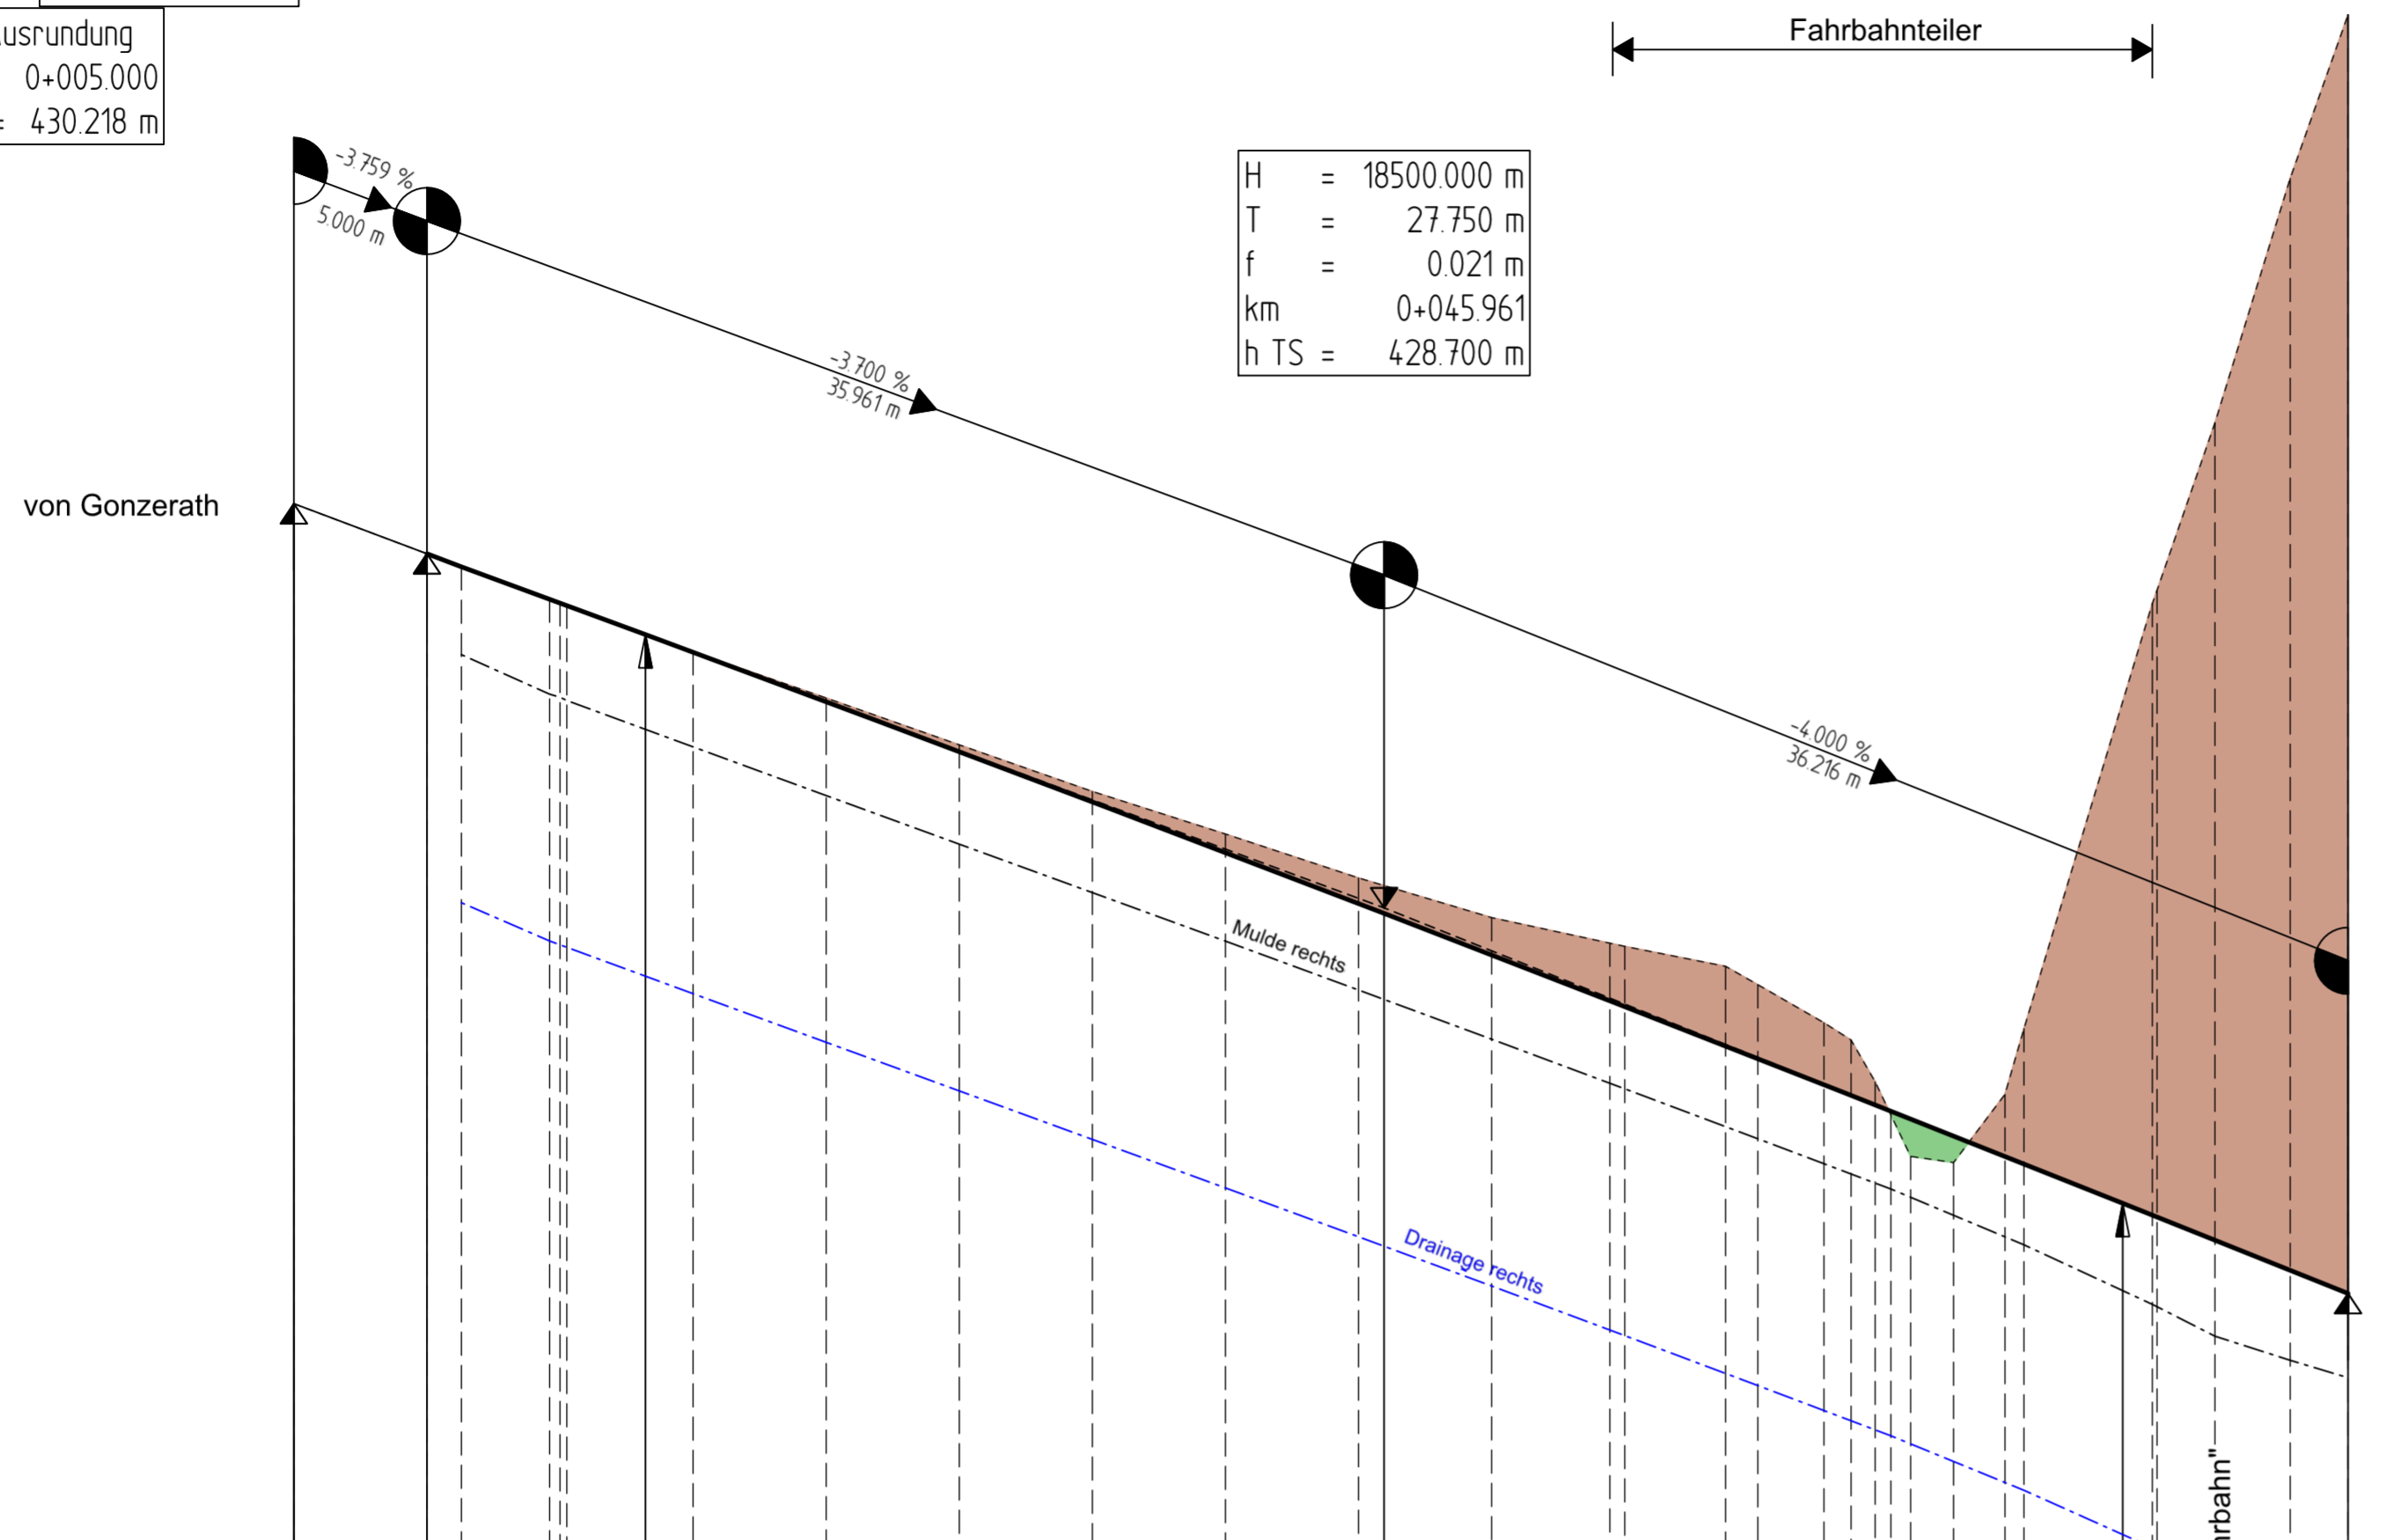 usrundung
0+005.000
= 430.218 m
Fahrbahnteiler
-3.759 %
5.000 m
H = 18500.000 m
T = 27.750 m
f = 0.021 m
km 0+045.961
h TS = 428.700 m
-3.700 %
35.961 m
von Gonzerath
-4.000 %
36.216 m
Mulde rechts
Drainage rechts
rbahn"